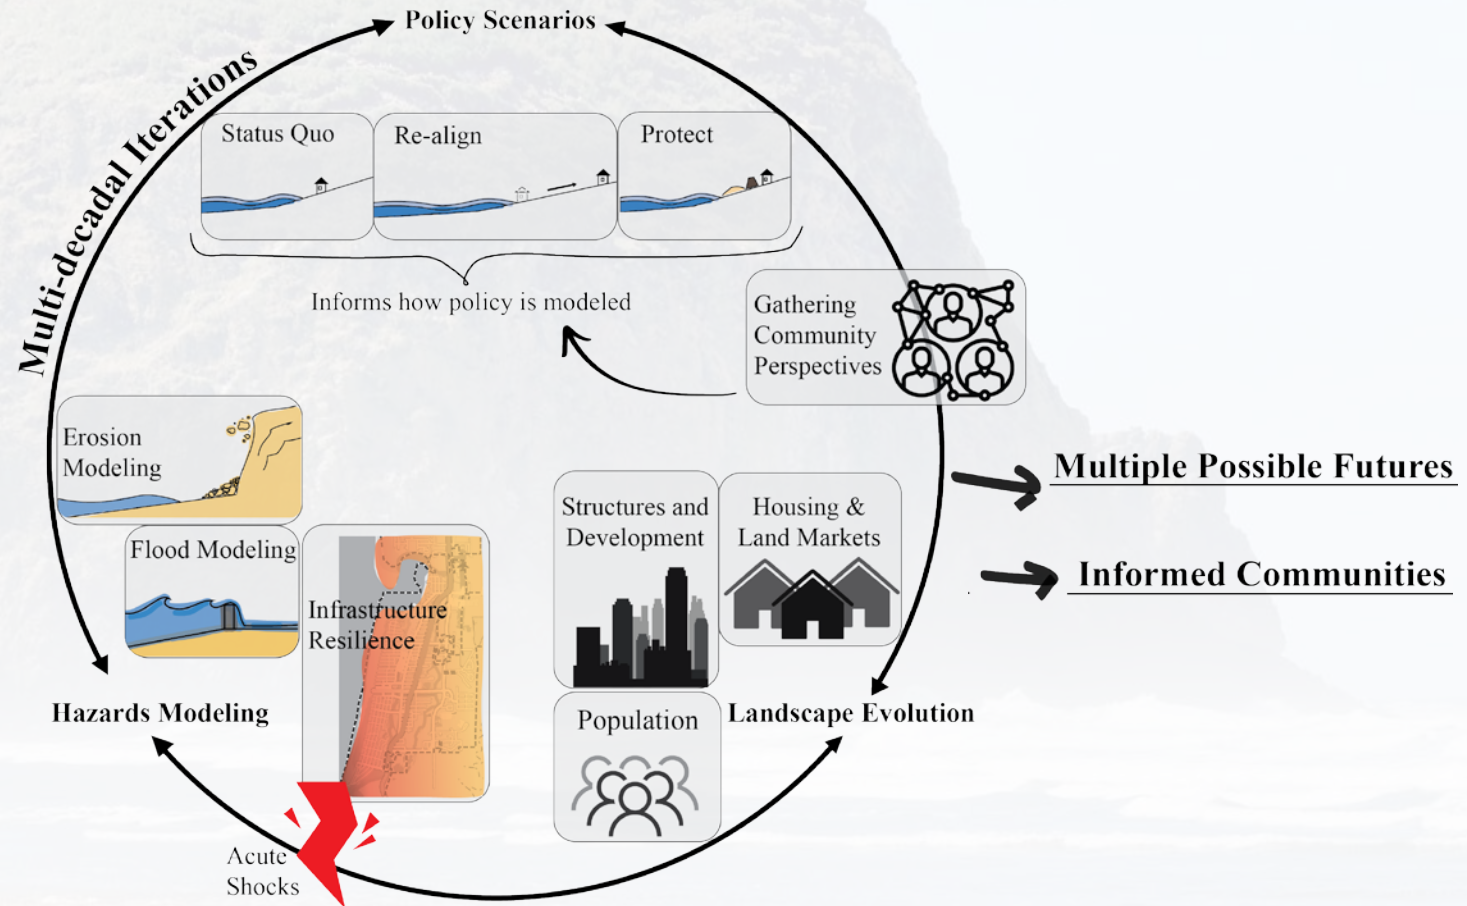 Policy Scenarios
Multi-decadal Iterations
Status Quo
Re-align
Protect
Informs how policy is modeled
Gathering
Community
Perspectives
Erosion
Modeling
Flood Modeling
Infrastructure
Resilience
Structures and
Development
Housing &
Land Markets
Multiple Possible Futures
Informed Communities
Hazards Modeling
Population
Landscape Evolution
Acute
Shocks